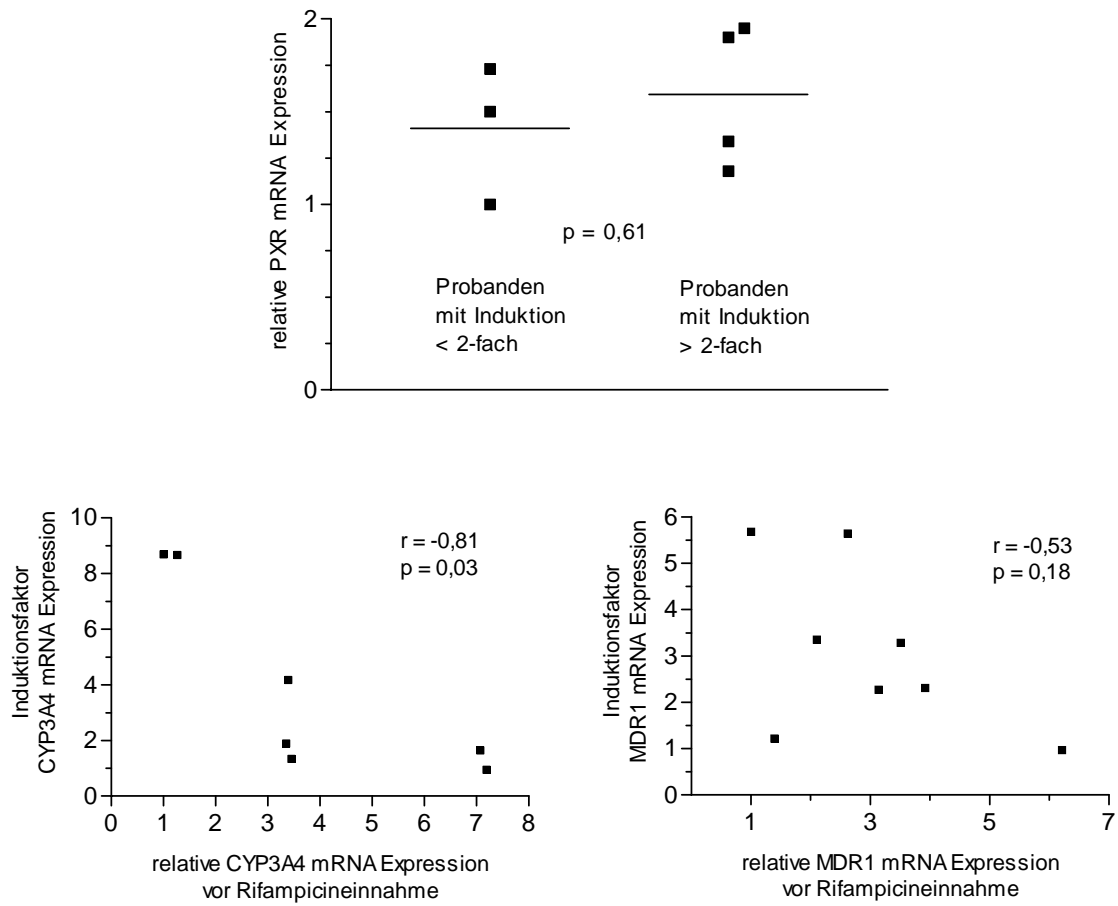 2
1
0
relative PXR mRNA Expression
p = 0,61
Probanden
mit Induktion
< 2-fach
Probanden
mit Induktion
> 2-fach
10
8
6
4
2
0
Induktionsfaktor
CYP3A4 mRNA Expression
r = -0,81
p = 0,03
0 1 2 3 4 5 6 7 8
relative CYP3A4 mRNA Expression
vor Rifampicineinnahme
6
5
4
3
2
1
0
Induktionsfaktor
MDR1 mRNA Expression
r = -0,53
p = 0,18
1 3 5 7
relative MDR1 mRNA Expression
vor Rifampicineinnahme